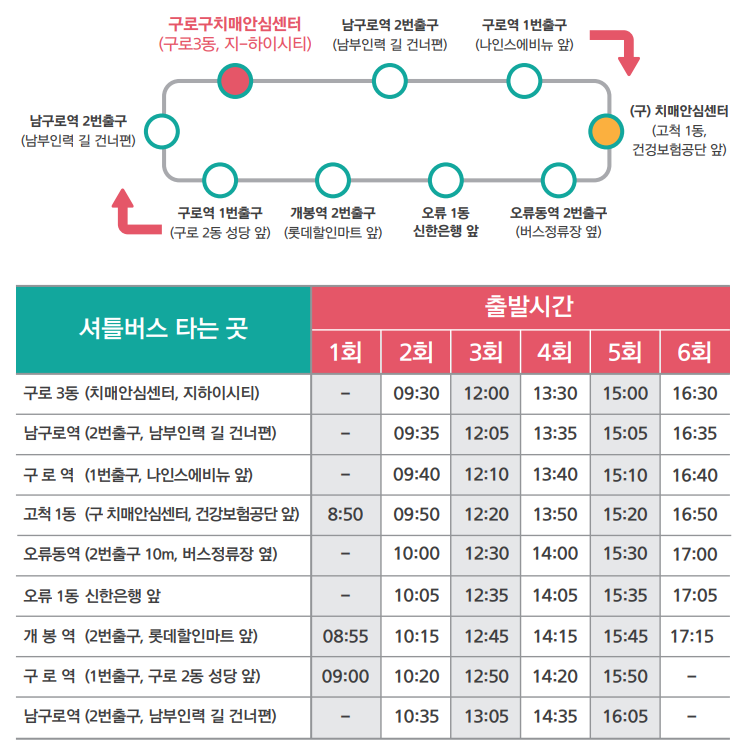 구로구치매안심센터
(구로3동, 지-하이시티)
남구로역 2번출구
(남부인력 길 건너편)
구로역 1번출구
(나인스에비뉴 앞)
남구로역 2번출구
(남부인력 길 건너편)
(구) 치매안심센터
(고척 1동,
건강보험공단 앞)
구로역 1번출구
(구로 2동 성당 앞)
개봉역 2번출구
(롯데할인마트 앞)
오류 1동
신한은행 앞
오류동역 2번출구
(버스정류장 옆)
셔틀버스 타는 곳 출발시간
1회 2회 3회 4회 5회 6회
구로 3동 (치매안심센터, 지하이시티) – 09:30 12:00 13:30 15:00 16:30
남구로역 (2번출구, 남부인력 길 건너편) – 09:35 12:05 13:35 15:05 16:35
구 로 역 (1번출구, 나인스에비뉴 앞) – 09:40 12:10 13:40 15:10 16:40
고척 1동 (구 치매안심센터, 건강보험공단 앞) 8:50 09:50 12:20 13:50 15:20 16:50
오류동역 (2번출구 10m, 버스정류장 옆) – 10:00 12:30 14:00 15:30 17:00
오류 1동 신한은행 앞 – 10:05 12:35 14:05 15:35 17:05
개 봉 역 (2번출구, 롯데할인마트 앞) 08:55 10:15 12:45 14:15 15:45 17:15
구 로 역 (1번출구, 구로 2동 성당 앞) 09:00 10:20 12:50 14:20 15:50 –
남구로역 (2번출구, 남부인력 길 건너편) – 10:35 13:05 14:35 16:05 –